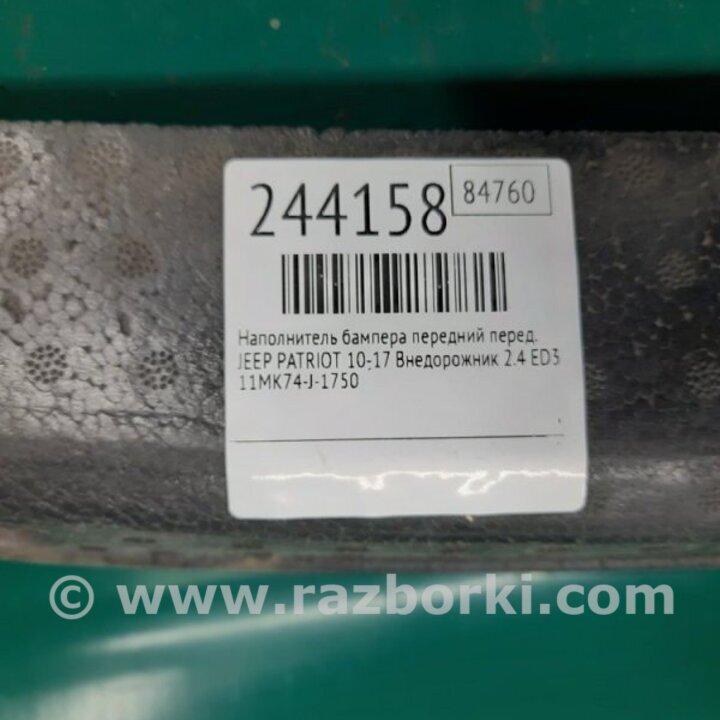 244158
84760
Наполнитель бампера передний перед.
JEEP PATRIOT 10-17 Внедорожник 2.4 ED3
11MK74-J-1750
© www.razborki.com